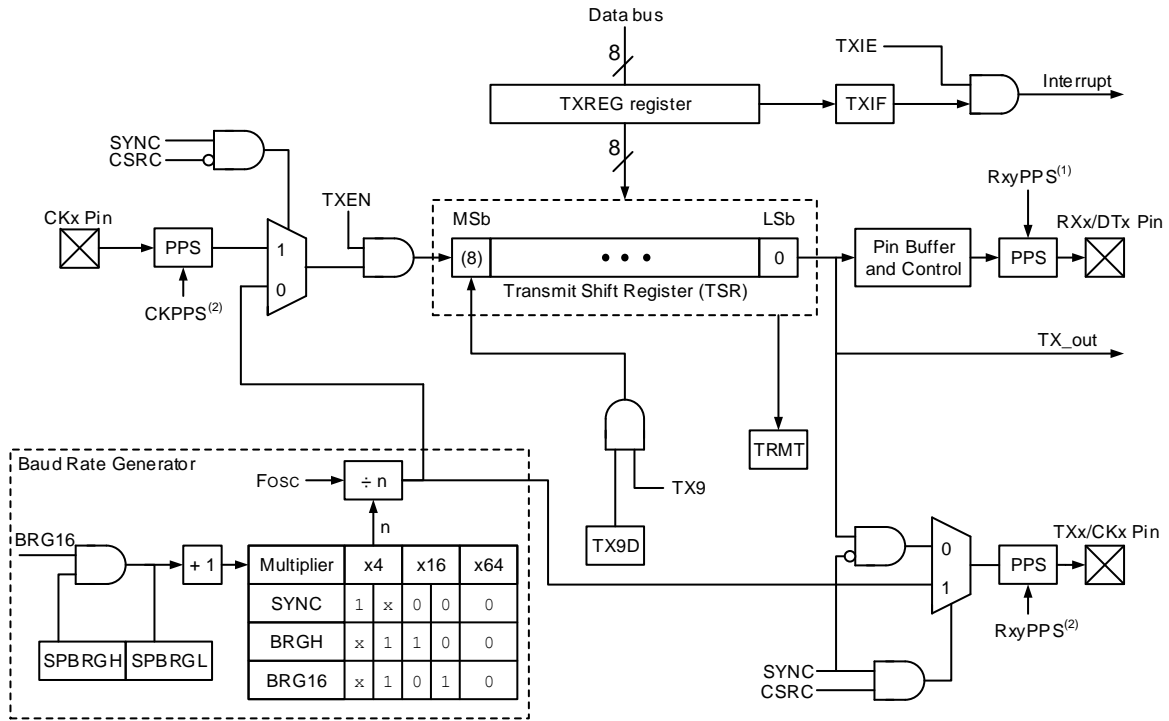 Data bus
8
TXIE
Interrupt
TXREG register
TXIF
SYNC
CSRC
8
RxyPPS(1)
TXEN
CKx Pin
MSb
LSb
RXx/DTx Pin
PPS
1
(8)
• • •
0
Pin Buffer
and Control
PPS
0
Transmit Shift Register (TSR)
CKPPS(2)
TX_out
TRMT
Baud Rate Generator
FOSC
÷ n
TX9
n
TX9D
TXx/CKx Pin
BRG16
+ 1
Multiplier x4 x16 x64
0
PPS
1
SYNC 1 x 0 0 0
BRGH x 1 1 0 0
RxyPPS(2)
SPBRGH SPBRGL
BRG16 x 1 0 1 0
SYNC
CSRC